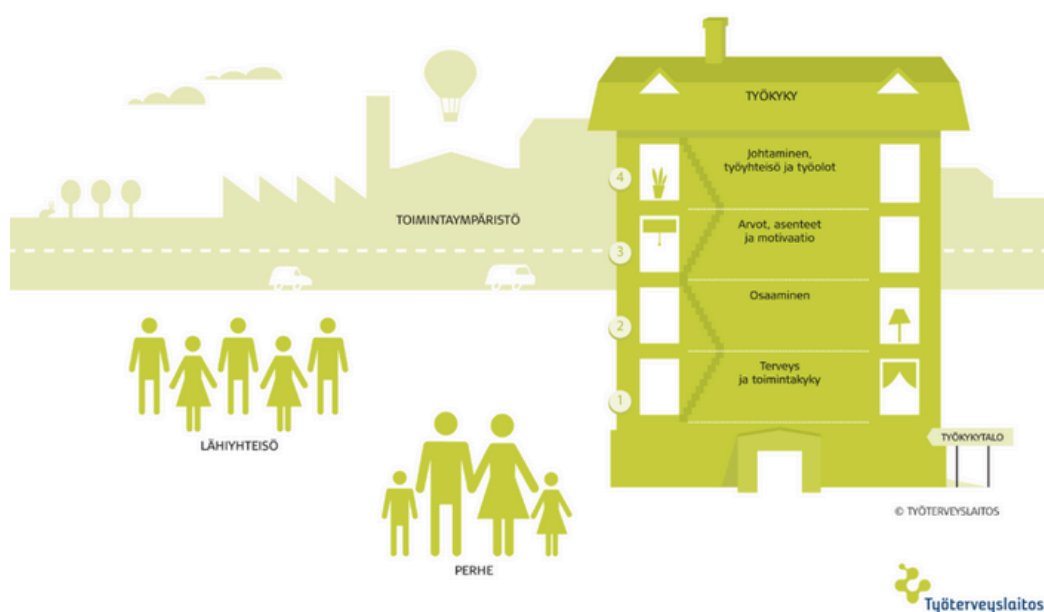 TYÖKYKY
4
Johtaminen,
työyhteisö ja työolot
TOIMINTAYMPÄRISTÖ
3
Arvot, asenteet
ja motivaatio
2
Osaaminen
1
Terveys
ja toimintakyky
LÄHIYHTEISÖ
TYÖKYKYTALO
PERHE
© TYÖTERVEYSLAITOS
Työterveyslaitos